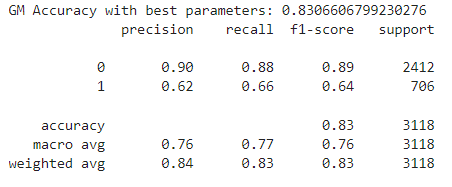 GM Accuracy with best parameters: 0.8306606799230276
precision recall f1-score support
0 0.90 0.88 0.89 2412
1 0.62 0.66 0.64 706
accuracy 0.83 3118
macro avg 0.76 0.77 0.76 3118
weighted avg 0.84 0.83 0.83 3118